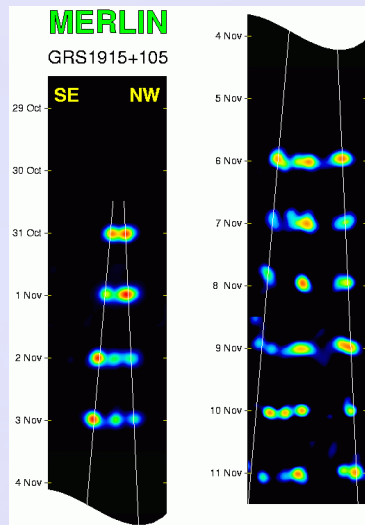 MERLIN
GRS1915+105
SE NW
29 Oct
30 Oct
31 Oct
1 Nov
2 Nov
3 Nov
4 Nov
4 Nov
5 Nov
6 Nov
7 Nov
8 Nov
9 Nov
10 Nov
11 Nov